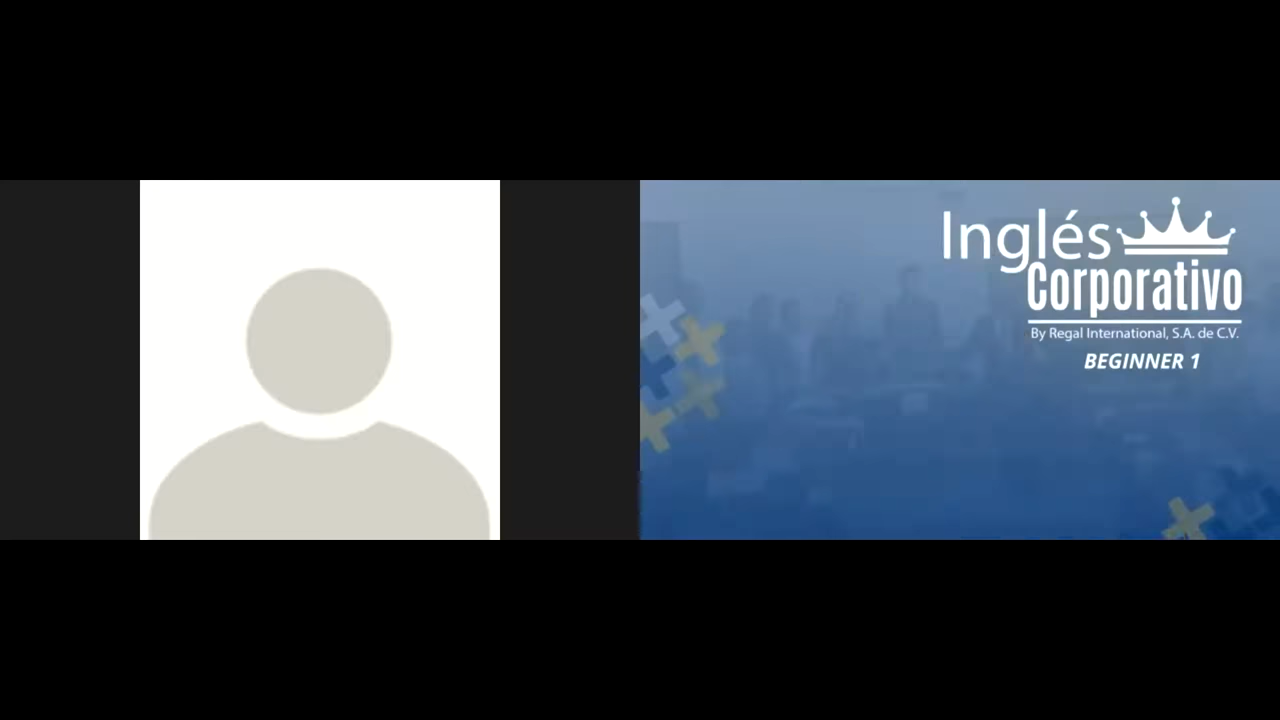 Inglés
Corporativo
By Regal International, S.A. de C.V.
BEGINNER 1